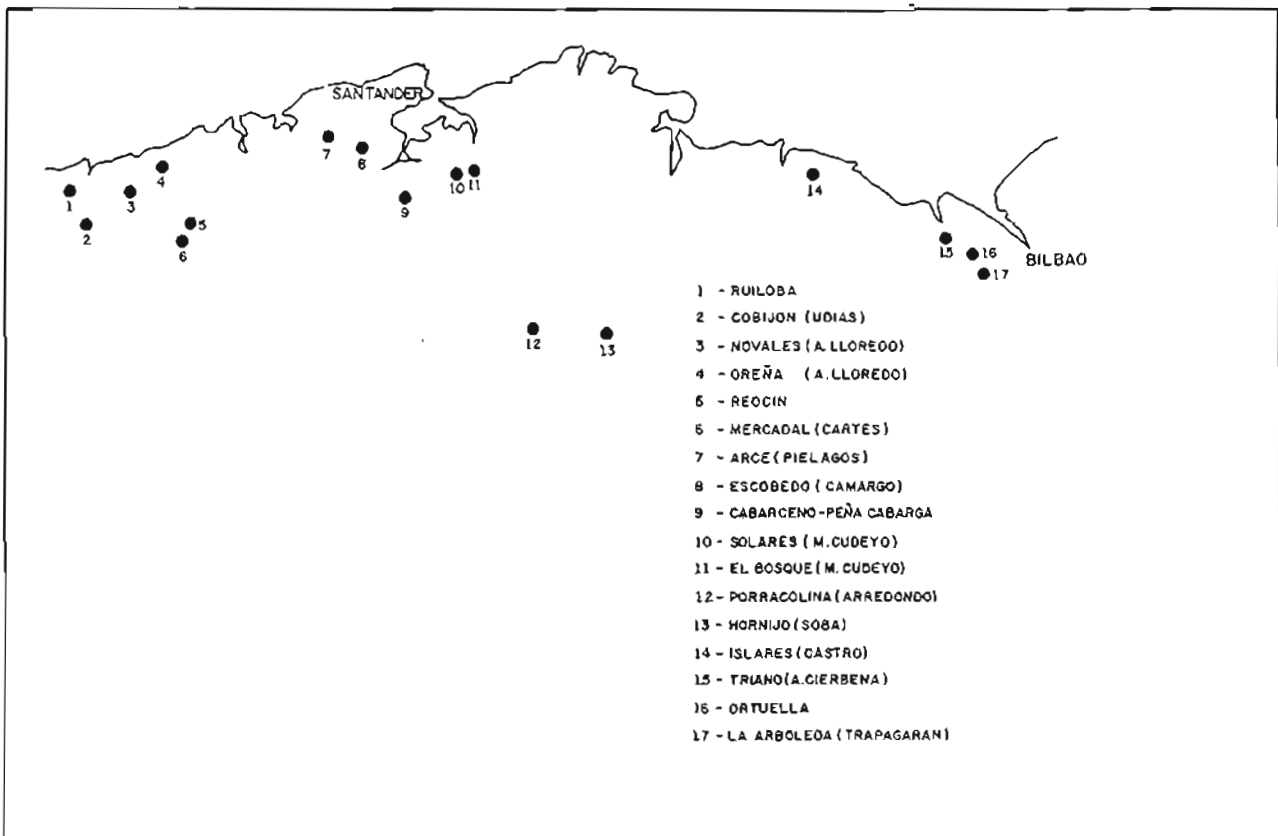 SANTANDER
7
8
4
10
11
14
1
3
9
2
5
6
15
16
BILBAO
17
12
13
1 - RUILOBA
2 - COBIJON (UDIAS)
3 - NOVALES (A. LLOREDO)
4 - OREÑA (A. LLOREDO)
5 - REOCIN
6 - MERCADAL (CARTES)
7 - ARCE (PIELAGOS)
8 - ESCOBEDO (CAMARGO)
9 - CABARCENO-PEÑA CABARGA
10 - SOLARES (M. CUDEYO)
11 - EL BOSQUE (M. CUDEYO)
12 - PORRACOLINA (ARREDONDO)
13 - HORNIJO (SOBA)
14 - ISLARES (CASTRO)
15 - TRIANO (A. CIERBENA)
16 - ORTUELLA
17 - LA ARBOLEDA (TRAPAGARAN)